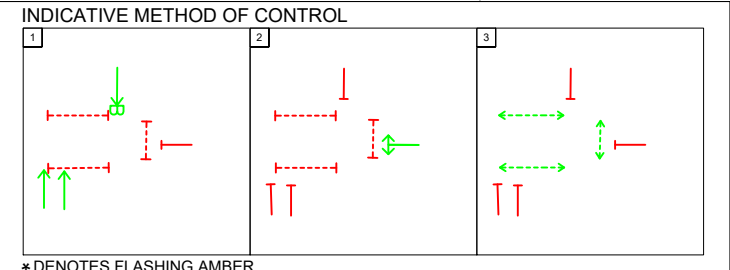 INDICATIVE METHOD OF CONTROL
1
2
3
B
* DENOTES FLASHING AMBER